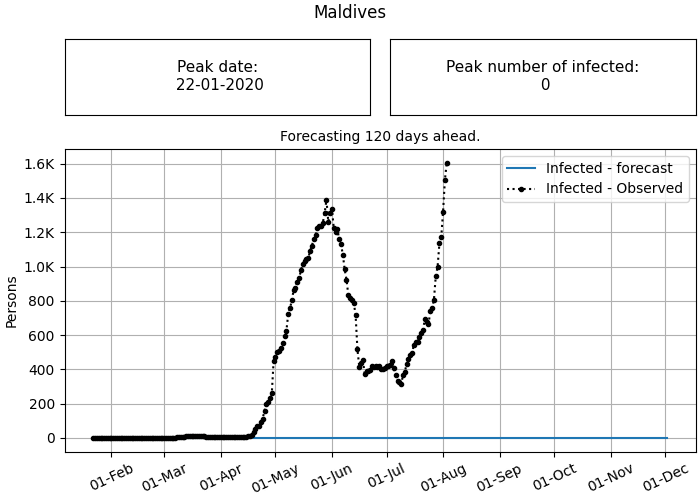 Maldives
Peak date:
22-01-2020
Peak number of infected:
0
Forecasting 120 days ahead.
Infected - forecast
Infected - Observed
1.6K
1.4K
1.2K
1.0K
800
600
400
200
0
Persons
01-Feb
01-Mar
01-Apr
01-May
01-Jun
01-Jul
01-Aug
01-Sep
01-Oct
01-Nov
01-Dec